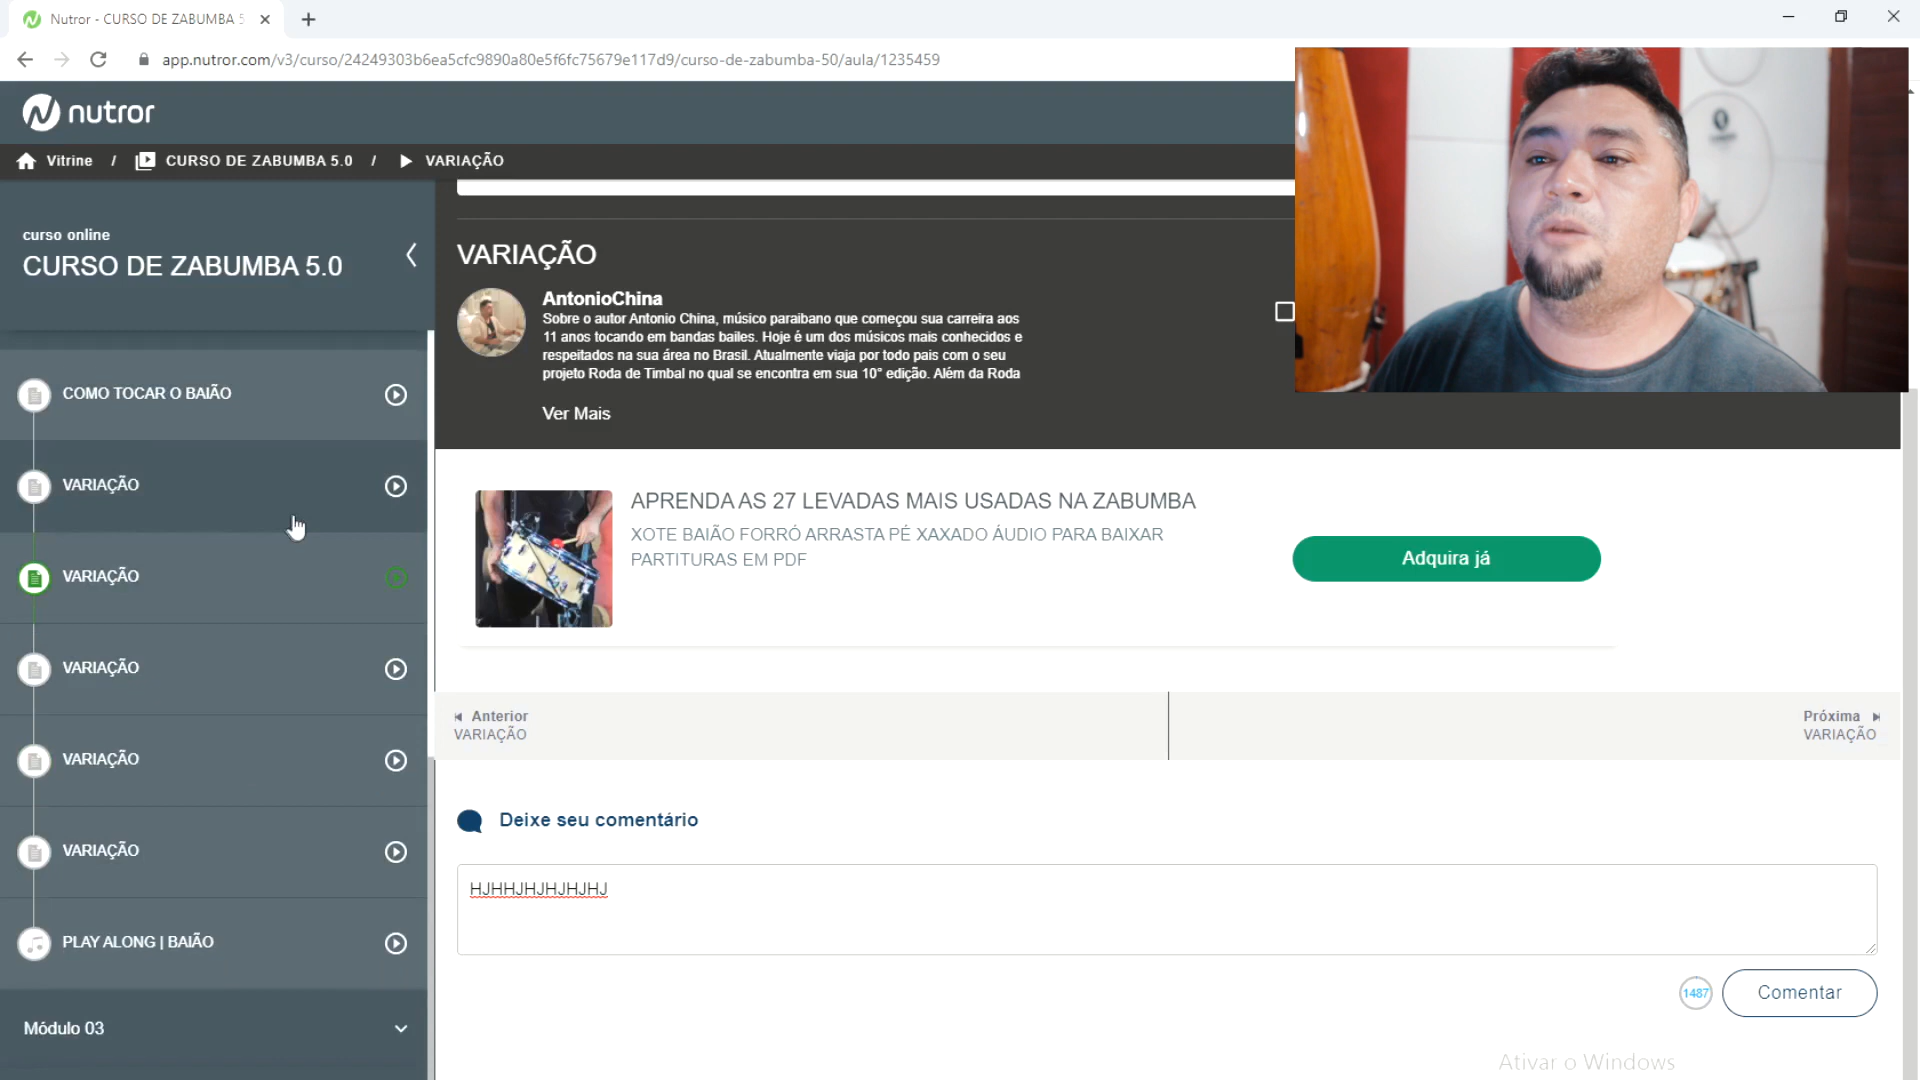 Nutror - CURSO DE ZABUMBA 5
app.nutror.com/v3/curso/24249303b6ea5cfc9890a80e5f6fc75679e117d9/curso-de-zabumba-50/aula/1235459
nutror
Vitrine / CURSO DE ZABUMBA 5.0 / VARIAÇÃO
curso online
CURSO DE ZABUMBA 5.0
COMO TOCAR O BAIÃO
VARIAÇÃO
VARIAÇÃO
VARIAÇÃO
VARIAÇÃO
VARIAÇÃO
PLAY ALONG | BAIÃO
Módulo 03
VARIAÇÃO
AntonioChina
Sobre o autor Antonio China, músico paraibano que começou sua carreira aos
11 anos tocando em bandas bailes. Hoje é um dos músicos mais conhecidos e
respeitados na sua área no Brasil. Atualmente viaja por todo pais com o seu
projeto Roda de Timbal no qual se encontra em sua 10° edição. Além da Roda
Ver Mais
APRENDA AS 27 LEVADAS MAIS USADAS NA ZABUMBA
XOTE BAIÃO FORRÓ ARRASTA PÉ XAXADO ÁUDIO PARA BAIXAR
PARTITURAS EM PDF
Adquira já
Anterior
VARIAÇÃO
Próxima
VARIAÇÃO
Deixe seu comentário
HJHHJHJHJHJHJ
1487
Comentar
Ativar o Windows